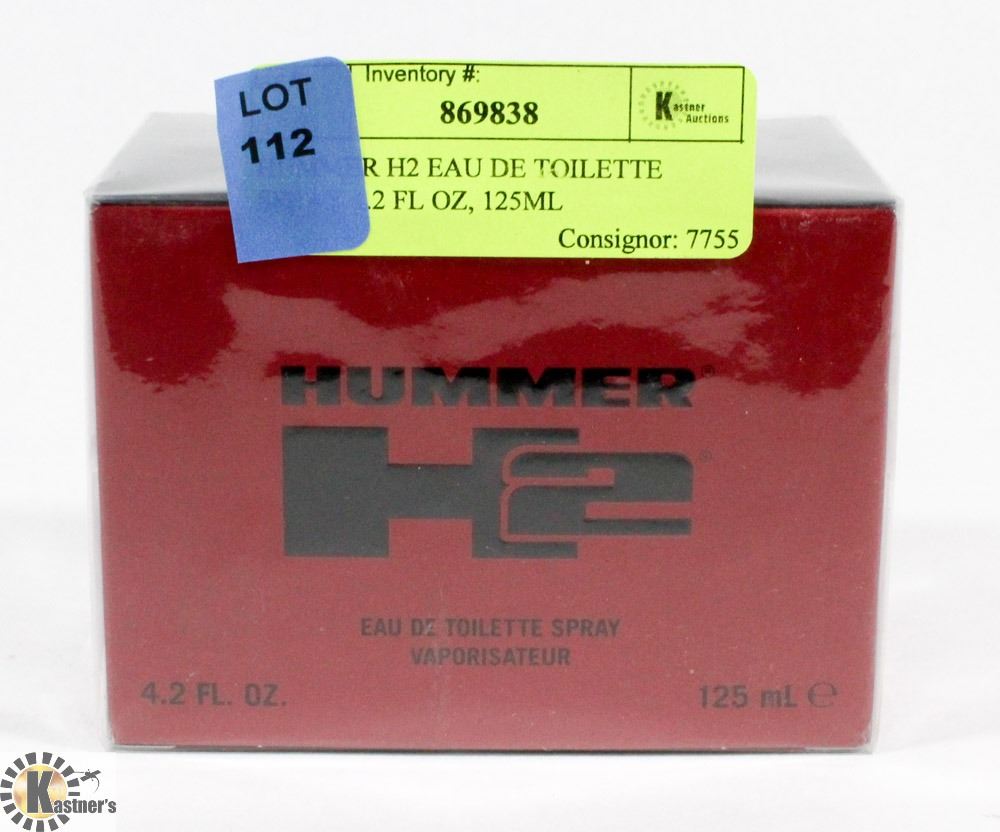 LOT
112
Inventory #:
869838
Kastner
Auctions
R H2 EAU DE TOILETTE
.2 FL OZ, 125ML
Consignor: 7755
HUMMER®
H2®
EAU DE TOILETTE SPRAY
VAPORISATEUR
4.2 FL. OZ.
125 mL ℮
Kastner's